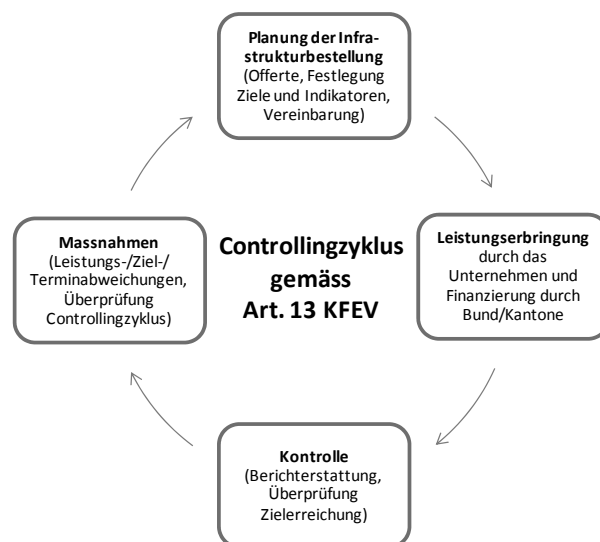 Planung der Infra-
strukturbestellung
(Offerte, Festlegung
Ziele und Indikatoren,
Vereinbarung)
Massnahmen
(Leistungs-/Ziel-/
Terminabweichungen,
Überprüfung
Controllingzyklus)
Controllingzyklus
gemäss
Art. 13 KFEV
Leistungserbringung
durch das
Unternehmen und
Finanzierung durch
Bund/Kantone
Kontrolle
(Berichterstattung,
Überprüfung
Zielerreichung)